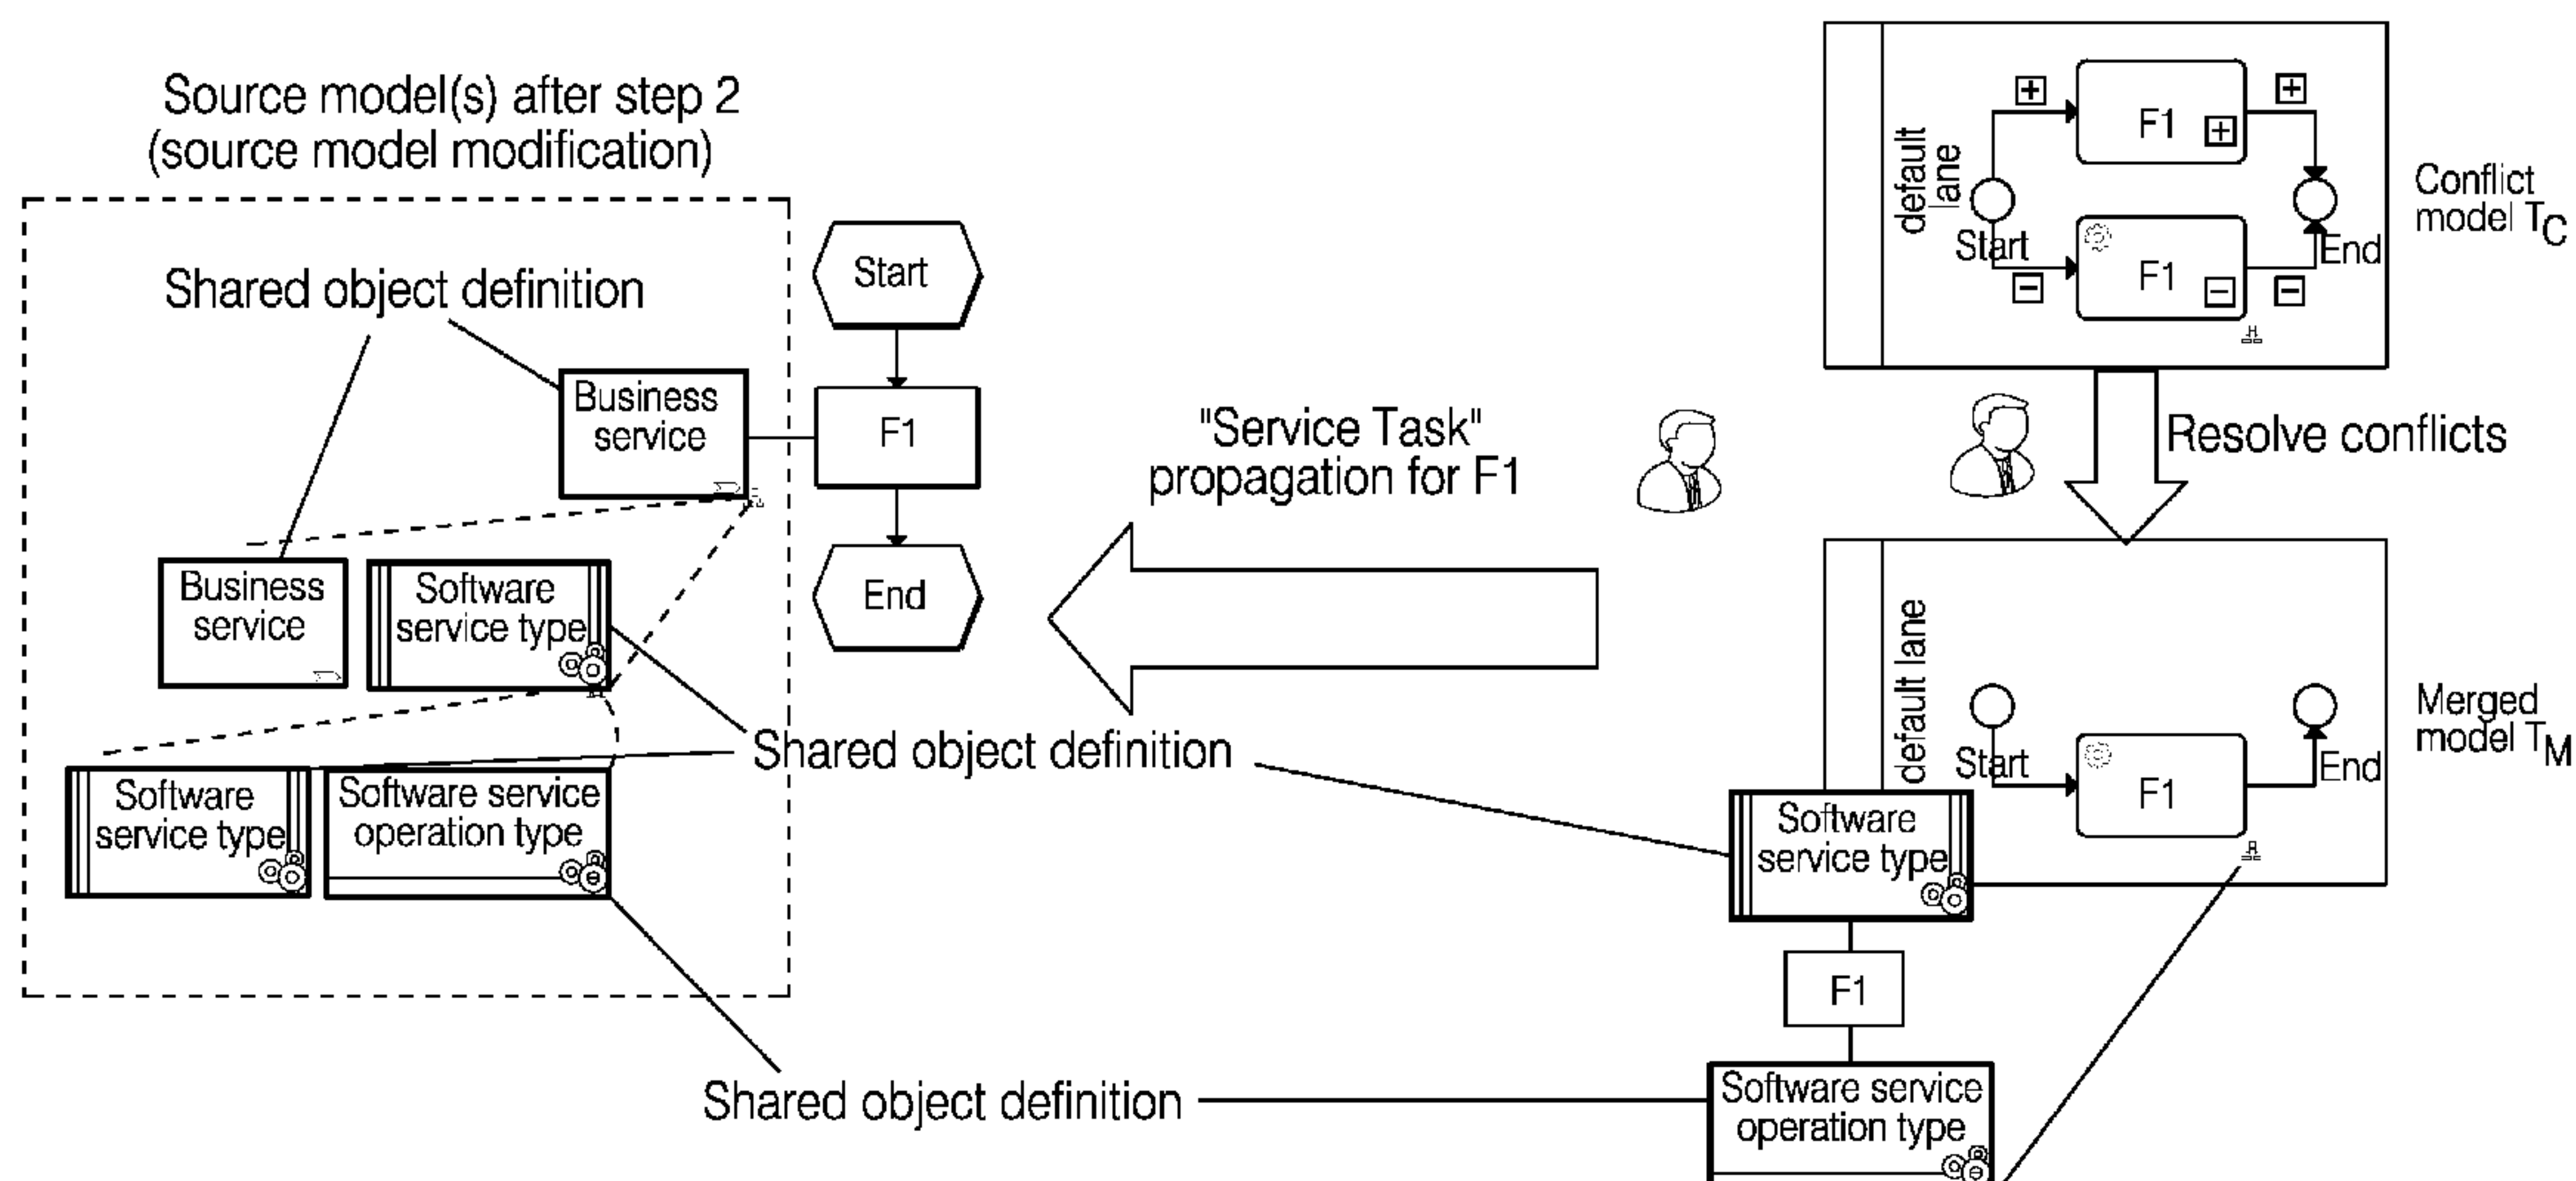 Source model(s) after step 2
(source model modification)
Shared object definition
Business
service
Start
F1
End
Business
service
Software
service type
Software
service type
Software service
operation type
Shared object definition
Shared object definition
"Service Task"
propagation for F1
default
lane
Start
F1
F1
End
Conflict
model TC
Resolve conflicts
default lane
Start
F1
End
Merged
model TM
Software
service type
F1
Software service
operation type